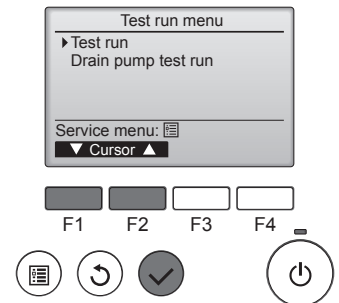 Test run menu
Test run
Drain pump test run
Service menu:
▼ Cursor ▲
F1 F2 F3 F4